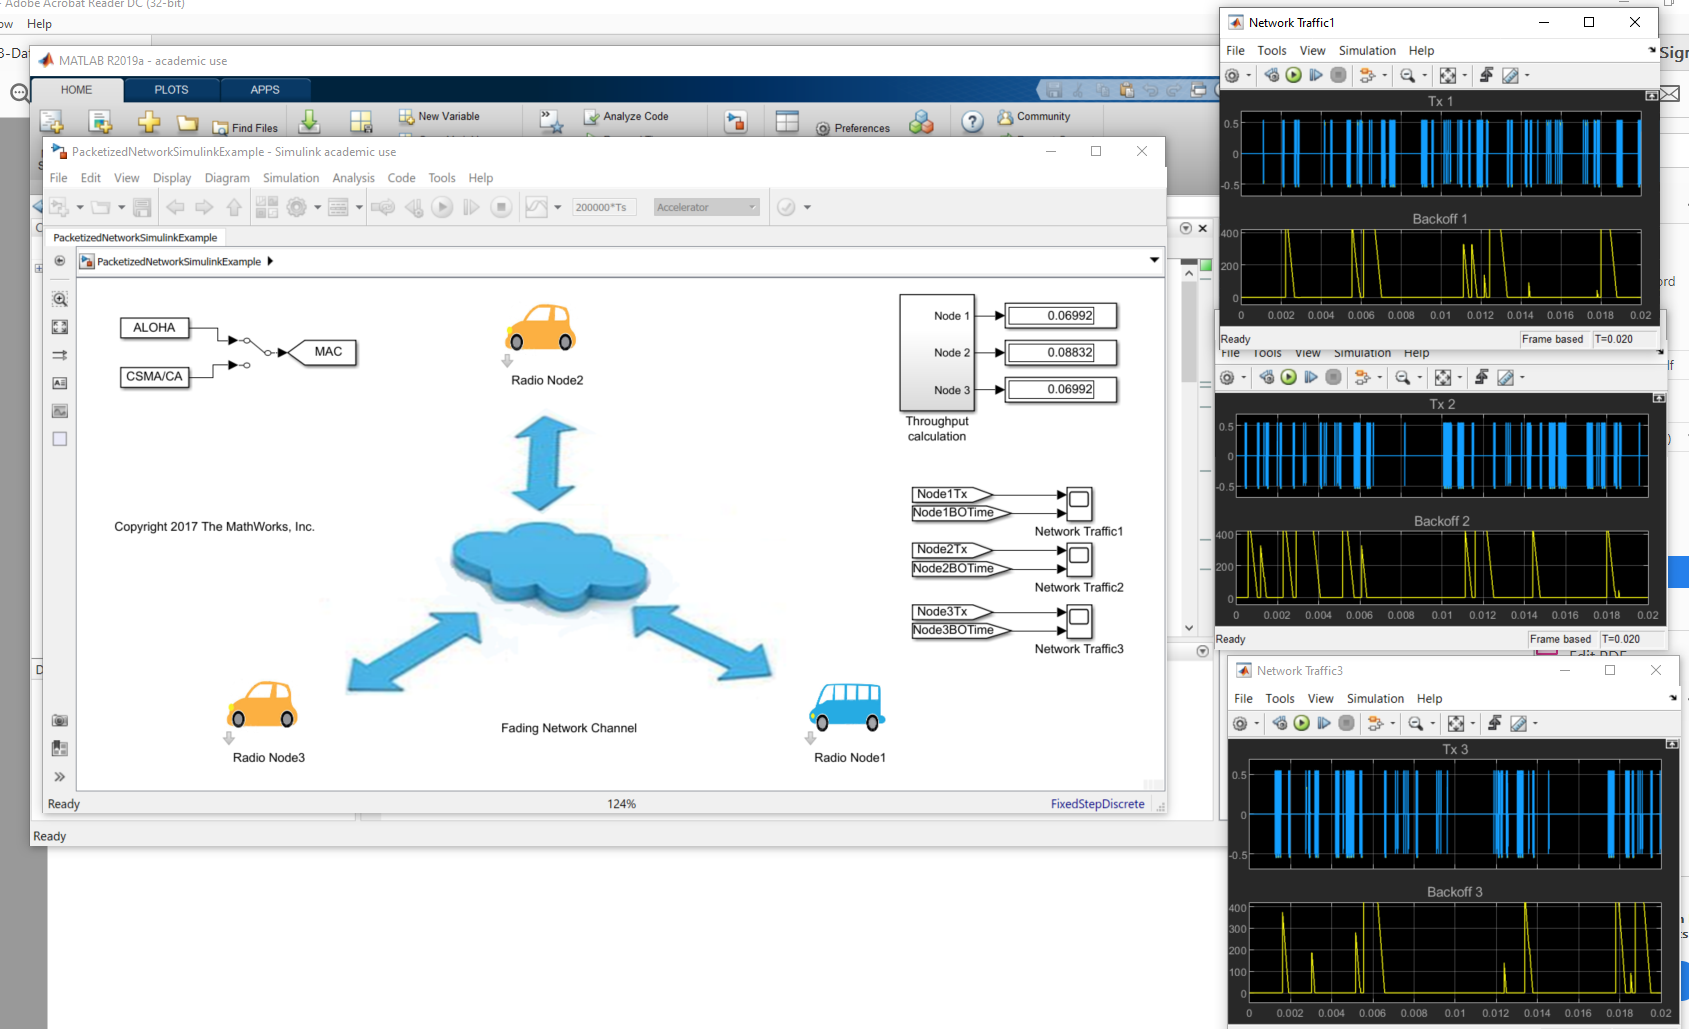 - Adobe Acrobat Reader DC (32-bit)
ow Help
3-Dat
Sign
MATLAB R2019a - academic use
HOME PLOTS APPS
Find Files
New Variable
Analyze Code
Preferences
Community
PacketizedNetworkSimulinkExample - Simulink academic use
File Edit View Display Diagram Simulation Analysis Code Tools Help
200000*Ts
Accelerator
PacketizedNetworkSimulinkExample
PacketizedNetworkSimulinkExample
ALOHA
CSMA/CA
MAC
Radio Node2
Node 1 0.06992
Node 2 0.08832
Node 3 0.06992
Throughput
calculation
Copyright 2017 The MathWorks, Inc.
Node1Tx
Node1BOTime
Network Traffic1
Node2Tx
Node2BOTime
Network Traffic2
Node3Tx
Node3BOTime
Network Traffic3
Fading Network Channel
Radio Node3
Radio Node1
Ready 124% FixedStepDiscrete
Ready
Network Traffic1
File Tools View Simulation Help
Tx 1
0.5
0
-0.5
Backoff 1
400
200
0
0 0.002 0.004 0.006 0.008 0.01 0.012 0.014 0.016 0.018 0.02
Ready Frame based T=0.020
File Tools View Simulation Help
Tx 2
0.5
0
-0.5
Backoff 2
400
200
0
0 0.002 0.004 0.006 0.008 0.01 0.012 0.014 0.016 0.018 0.02
Ready Frame based T=0.020
Edit PDF
Network Traffic3
File Tools View Simulation Help
Tx 3
0.5
0
-0.5
Backoff 3
400
300
200
100
0
0 0.002 0.004 0.006 0.008 0.01 0.012 0.014 0.016 0.018 0.02